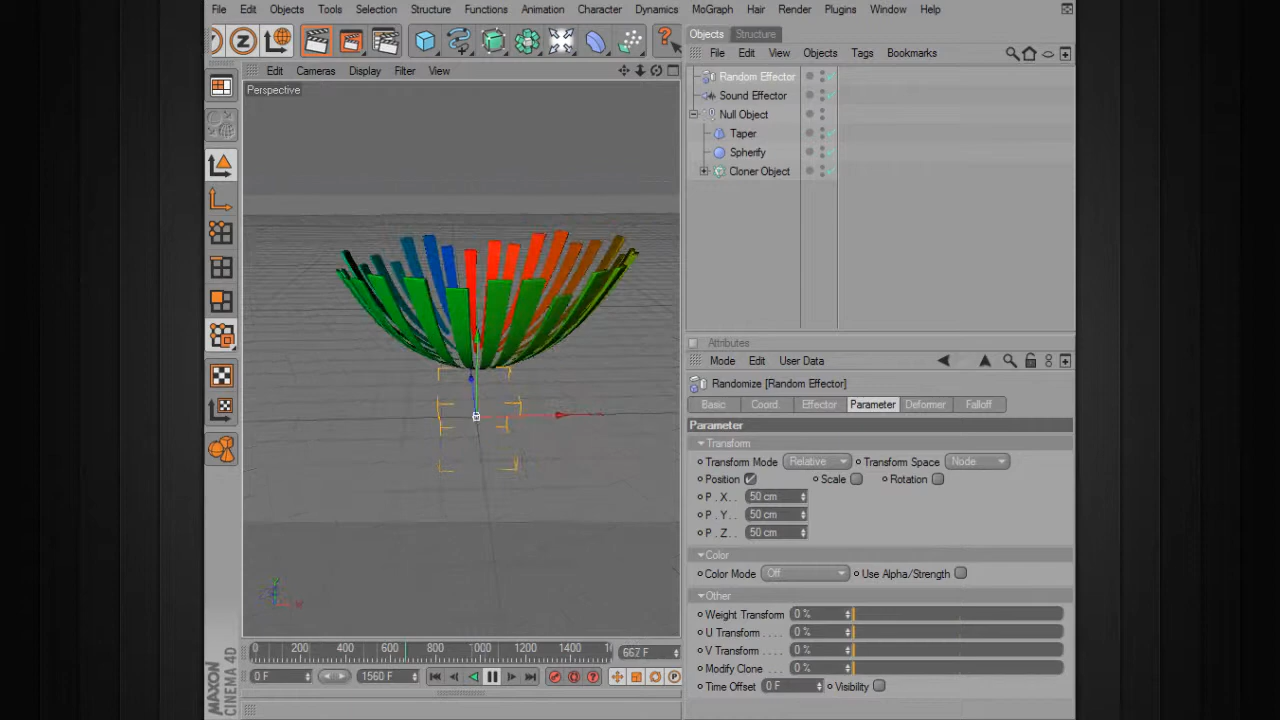 File Edit Objects Tools Selection Structure Functions Animation Character Dynamics MoGraph Hair Render Plugins Window Help
Objects Structure
File Edit View Objects Tags Bookmarks
Edit Cameras Display Filter View
Perspective
Random Effector
Sound Effector
Null Object
Taper
Spherify
Cloner Object
Attributes
Mode Edit User Data
Randomize [Random Effector]
Basic Coord. Effector Parameter Deformer Falloff
Parameter
Transform
Transform Mode Relative Transform Space Node
Position Scale Rotation
P . X . . 50 cm
P . Y . . 50 cm
P . Z . . 50 cm
Color
Color Mode Off Use Alpha/Strength
Other
Weight Transform 0 %
U Transform . . . . 0 %
V Transform . . . . 0 %
Modify Clone 0 %
Time Offset 0 F Visibility
0 200 400 600 800 1000 1200 1400 662 F
0 F 1560 F
MAXON CINEMA 4D